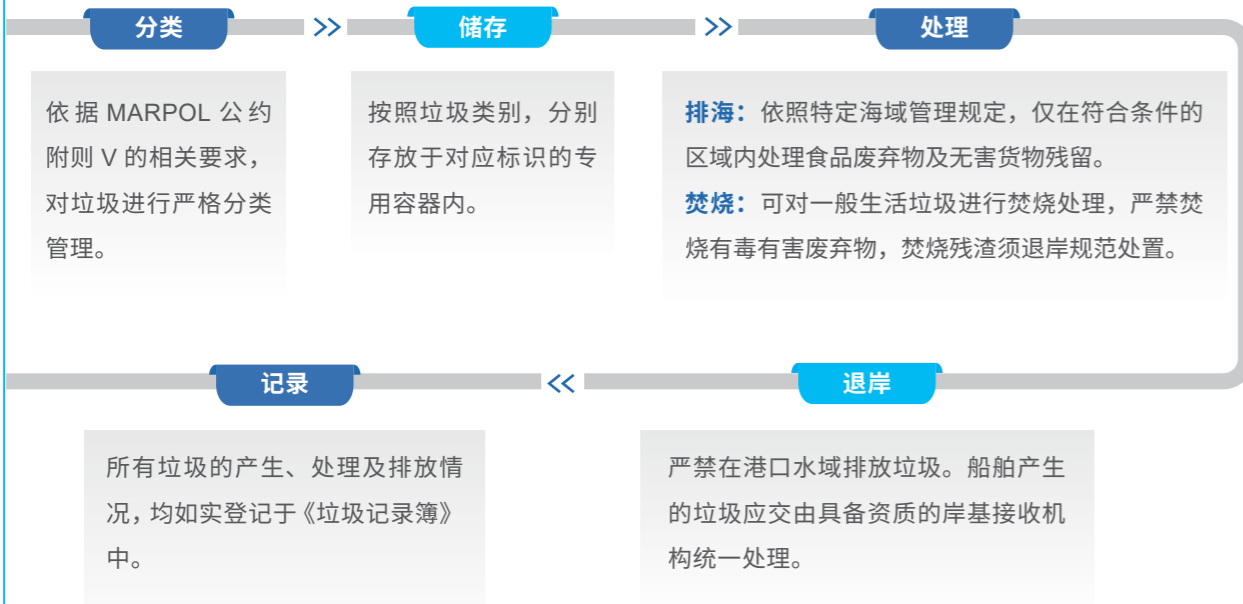 分类
储存
处理
依据 MARPOL 公约
附则 V 的相关要求，
对垃圾进行严格分类
管理。
按照垃圾类别，分别
存放于对应标识的专
用容器内。
排海：依照特定海域管理规定，仅在符合条件的
区域内处理食品废弃物及无害货物残留。
焚烧：可对一般生活垃圾进行焚烧处理，严禁焚
烧有毒有害废弃物，焚烧残渣须退岸规范处置。
退岸
严禁在港口水域排放垃圾。船舶产生
的垃圾应交由具备资质的岸基接收机
构统一处理。
记录
所有垃圾的产生、处理及排放情
况，均如实登记于《垃圾记录簿》
中。